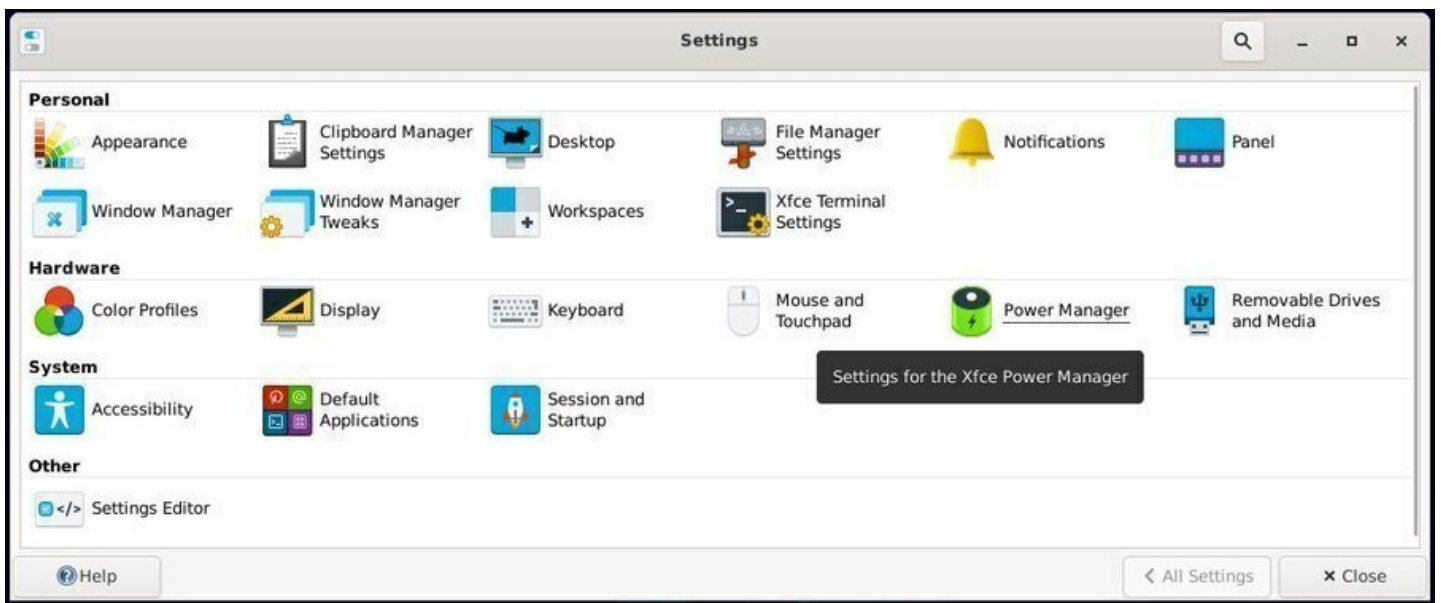 Settings
Personal
Appearance
Clipboard Manager
Settings
Desktop
File Manager
Settings
Notifications
Panel
Window Manager
Window Manager
Tweaks
Workspaces
>_
Xfce Terminal
Settings
Hardware
Color Profiles
Display
Keyboard
Mouse and
Touchpad
Power Manager
Removable Drives
and Media
Settings for the Xfce Power Manager
System
Accessibility
@
Default
Applications
Session and
Startup
Other
</>
Settings Editor
Help
All Settings
Close